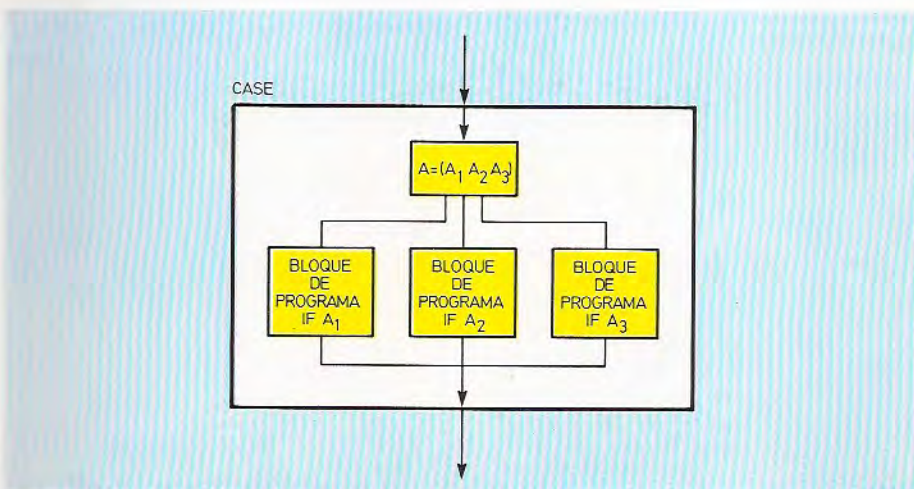 CASE
A=(A₁ A₂ A₃)
BLOQUE
DE
PROGRAMA
IF A₁
BLOQUE
DE
PROGRAMA
IF A₂
BLOQUE
DE
PROGRAMA
IF A₃